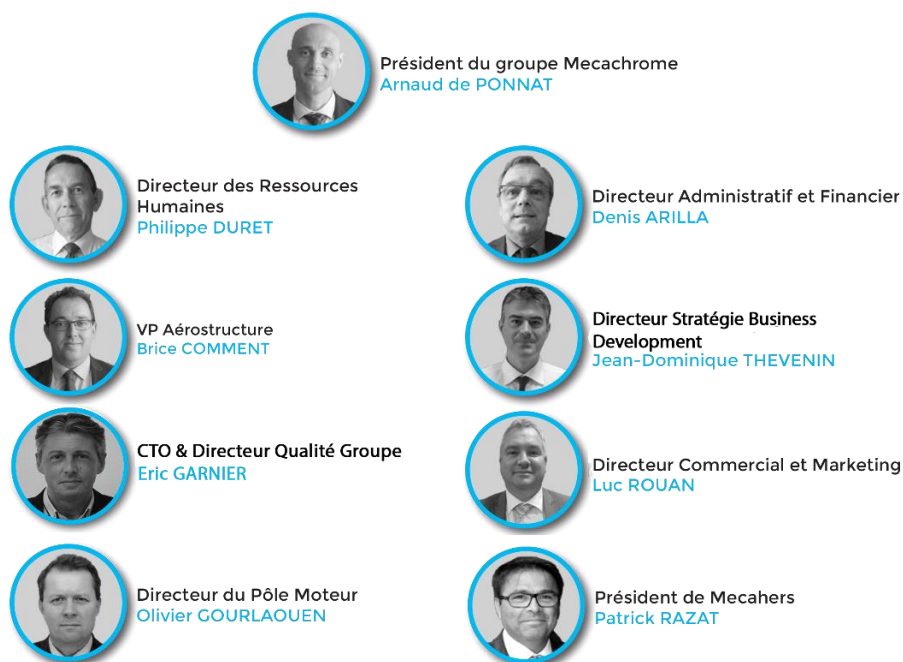 Président du groupe Mecachrome
Arnaud de PONNAT
Directeur des Ressources
Humaines
Philippe DURET
Directeur Administratif et Financier
Denis ARILLA
VP Aérostructure
Brice COMMENT
Directeur Stratégie Business
Development
Jean-Dominique THEVENIN
CTO & Directeur Qualité Groupe
Eric GARNIER
Directeur Commercial et Marketing
Luc ROUAN
Directeur du Pôle Moteur
Olivier GOURLAOUEN
Président de Mecahers
Patrick RAZAT